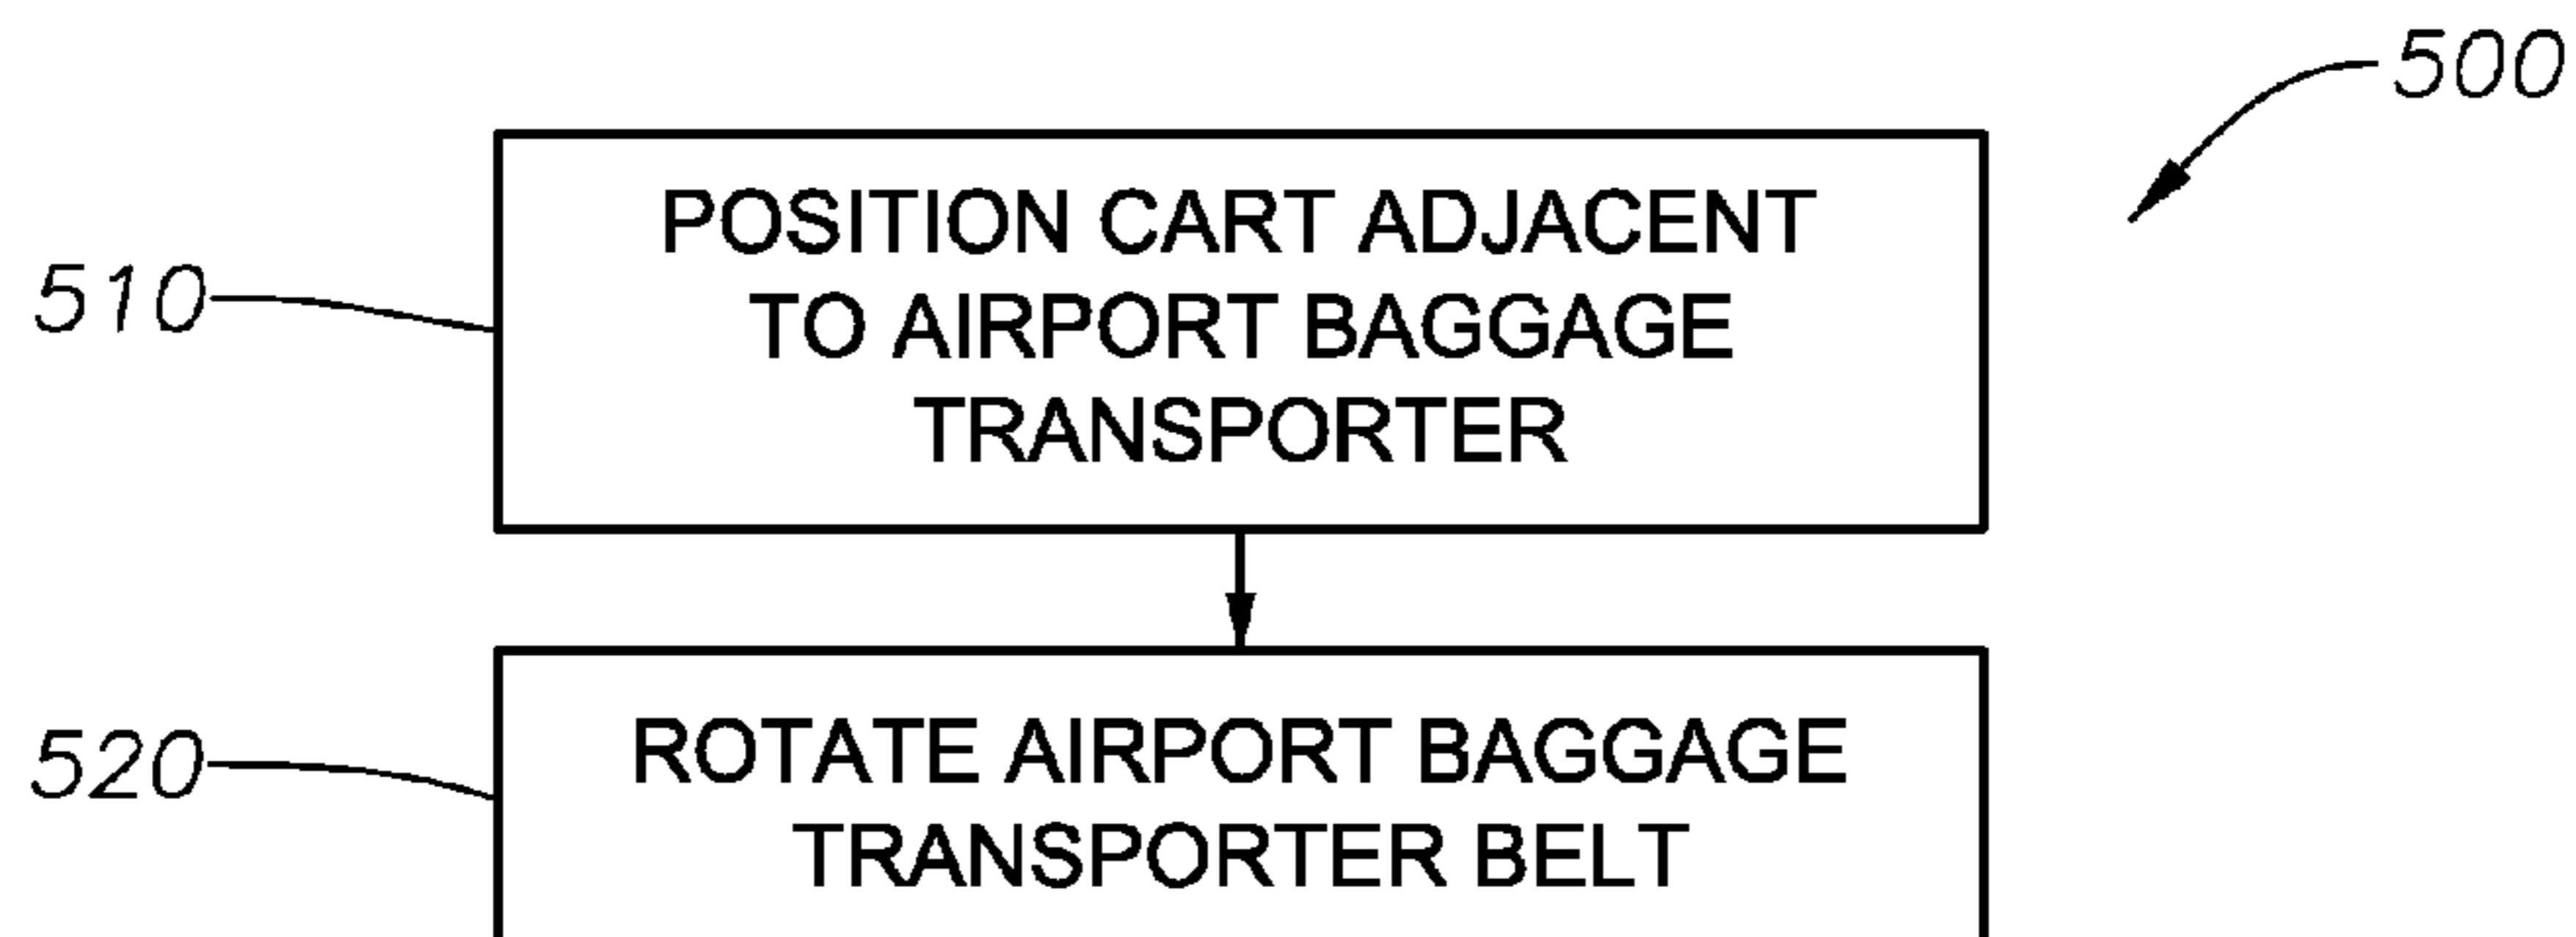 500
510
POSITION CART ADJACENT
TO AIRPORT BAGGAGE
TRANSPORTER
520
ROTATE AIRPORT BAGGAGE
TRANSPORTER BELT